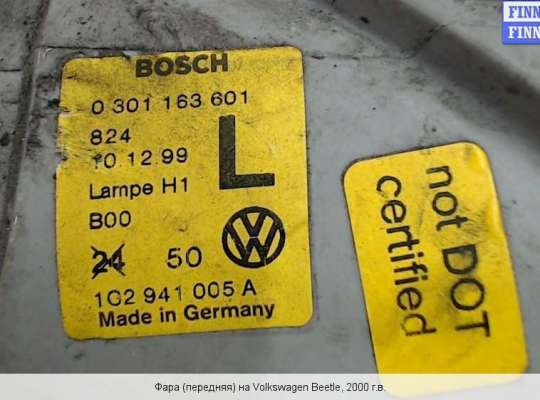 FINN
FINN
BOSCH
0 301 163 601
824
10.12.99
L
Lampe H1
B00
24 50
1C2 941 005 A
Made in Germany
not DOT
certified
Фара (передняя) на Volkswagen Beetle, 2000 г.в.